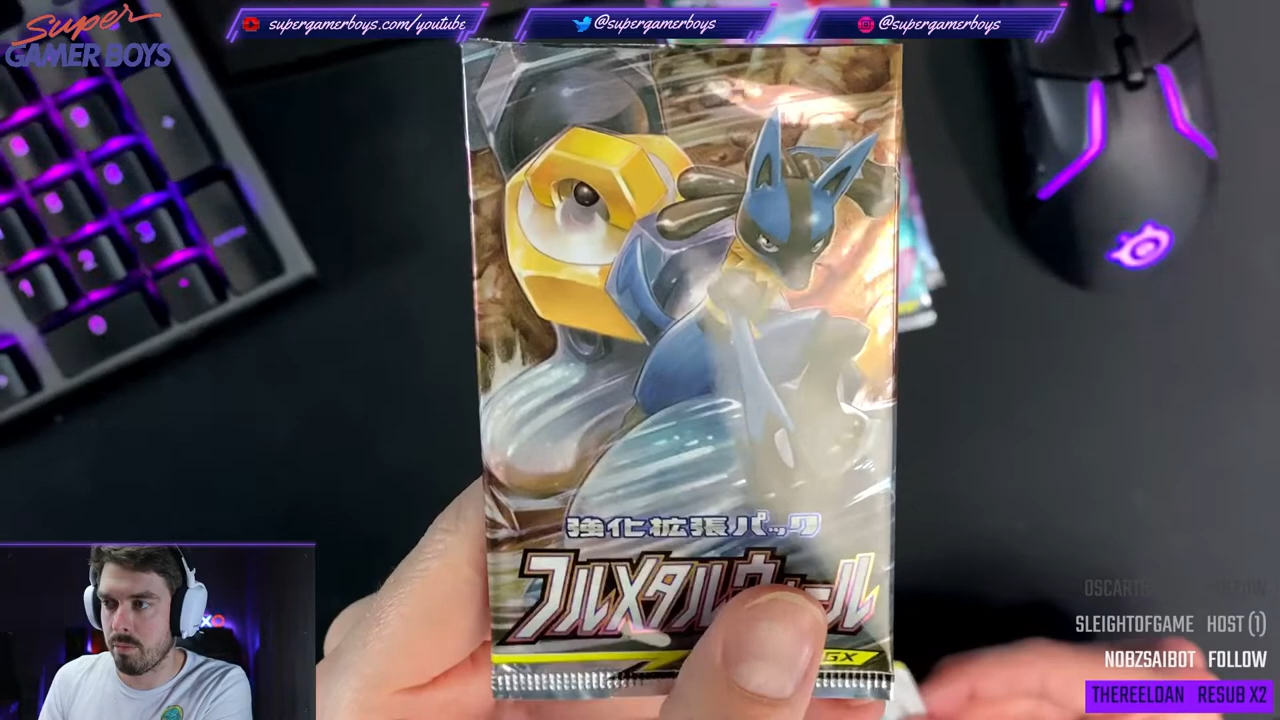 Super
GAMER BOYS
supergamerboys.com/youtube
@supergamerboys
@supergamerboys
強化拡張パック
フルメタルウォール
GX
SLEIGHTOFGAME HOST (1)
NOBZSAIBOT FOLLOW
THEREELDAN RESUB X2